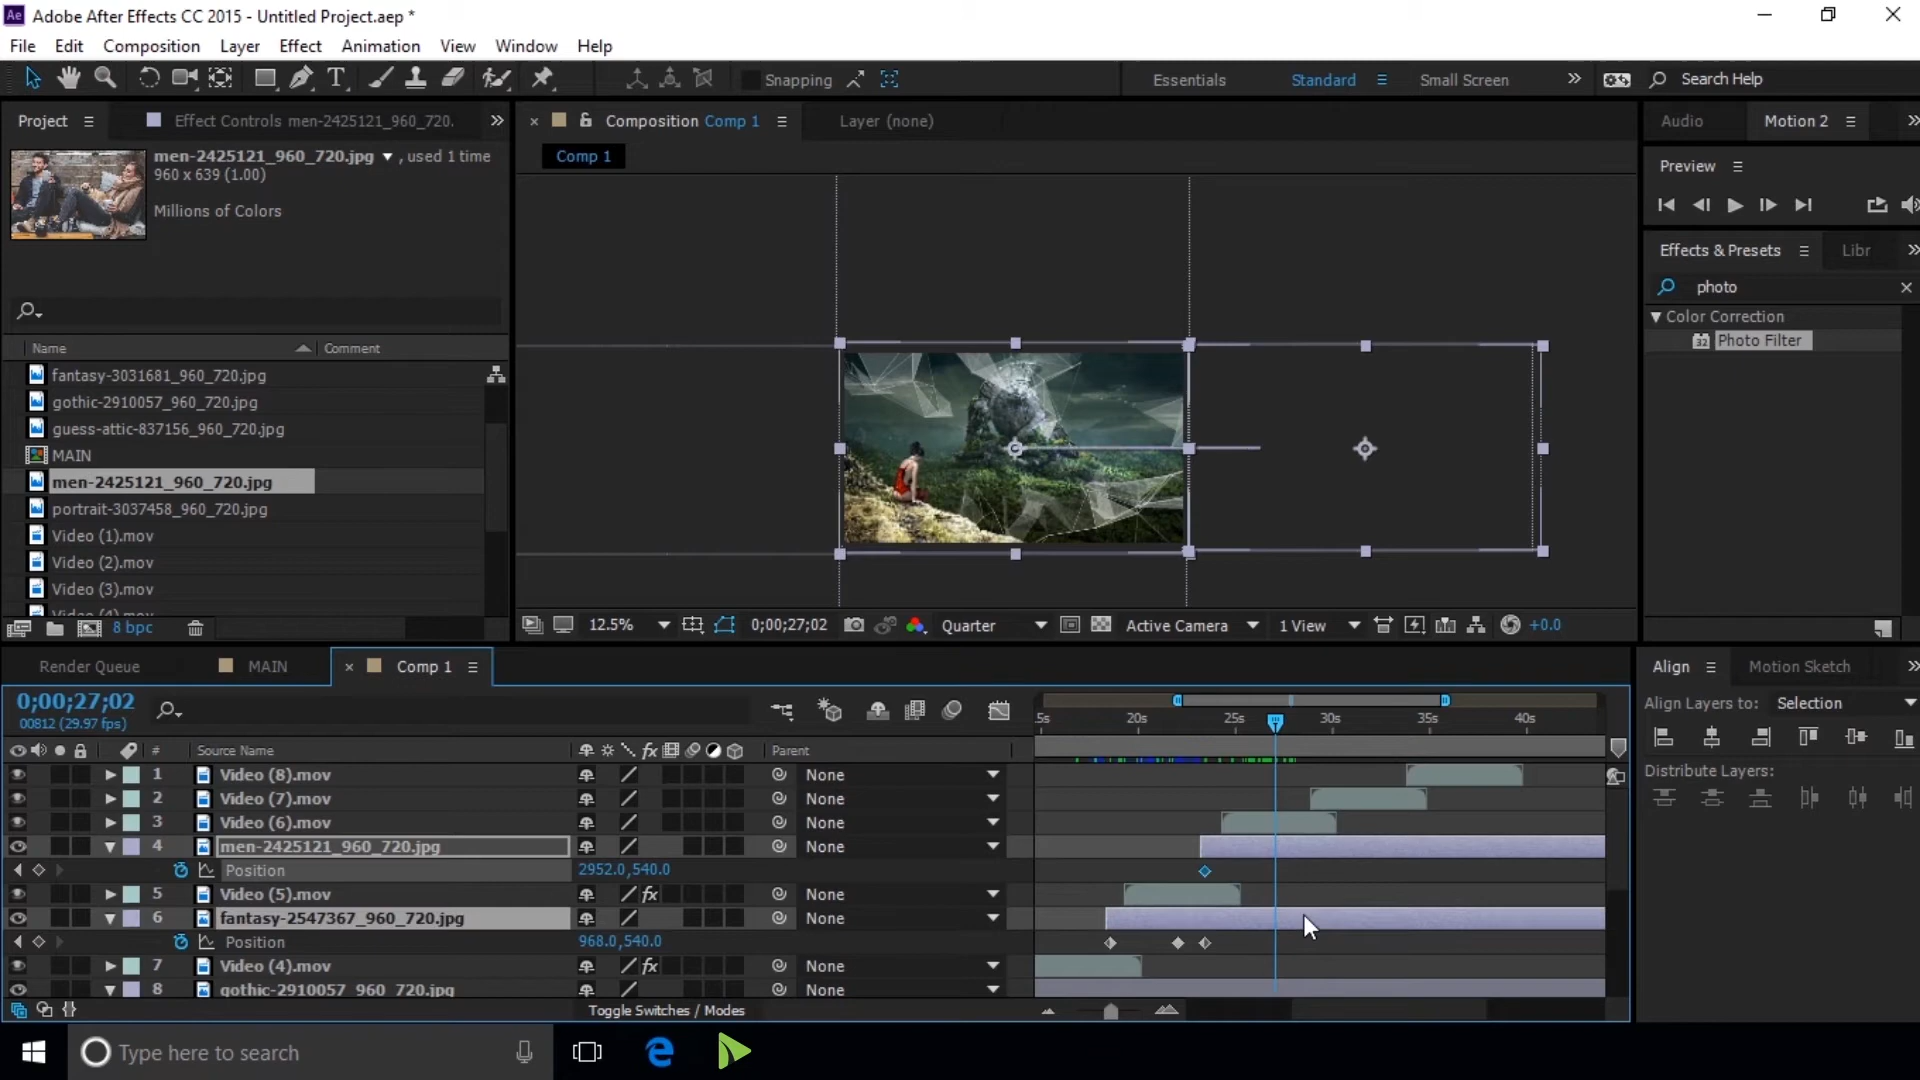 Ae Adobe After Effects CC 2015 - Untitled Project.aep *
File Edit Composition Layer Effect Animation View Window Help
T Snapping Essentials Standard Small Screen Search Help
Project Effect Controls men-2425121_960_720. Composition Comp 1 Layer (none) Audio Motion 2
men-2425121_960_720.jpg , used 1 time
960 x 639 (1.00)
Millions of Colors
Comp 1
Preview
Effects & Presets Libr
photo
Color Correction
32 Photo Filter
Name Comment
fantasy-3031681_960_720.jpg
gothic-2910057_960_720.jpg
guess-attic-837156_960_720.jpg
MAIN
men-2425121_960_720.jpg
portrait-3037458_960_720.jpg
Video (1).mov
Video (2).mov
Video (3).mov
Video (4).mov
8 bpc
12.5% 0;00;27;02 Quarter Active Camera 1 View +0.0
Render Queue MAIN Comp 1
Align Motion Sketch
Align Layers to: Selection
Distribute Layers:
0;00;27;02
00812 (29.97 fps)
5s 20s 25s 30s 35s 40s
# Source Name fx Parent
1 Video (8).mov None
2 Video (7).mov None
3 Video (6).mov None
4 men-2425121_960_720.jpg None
Position 2952.0,540.0
5 Video (5).mov fx None
6 fantasy-2547367_960_720.jpg None
Position 968.0,540.0
7 Video (4).mov fx None
8 gothic-2910057_960_720.jpg None
Toggle Switches / Modes
Type here to search